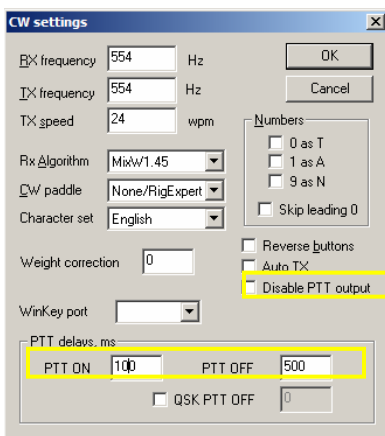 CW settings
RX frequency 554 Hz OK
TX frequency 554 Hz Cancel
TX speed 24 wpm Numbers
0 as T
Rx Algorithm MixW1.45 1 as A
CW paddle None/RigExpert 9 as N
Character set English Skip leading 0
Reverse buttons
Weight correction 0 Auto TX
Disable PTT output
WinKey port
PTT delays, ms
PTT ON 100 PTT OFF 500
QSK PTT OFF 0